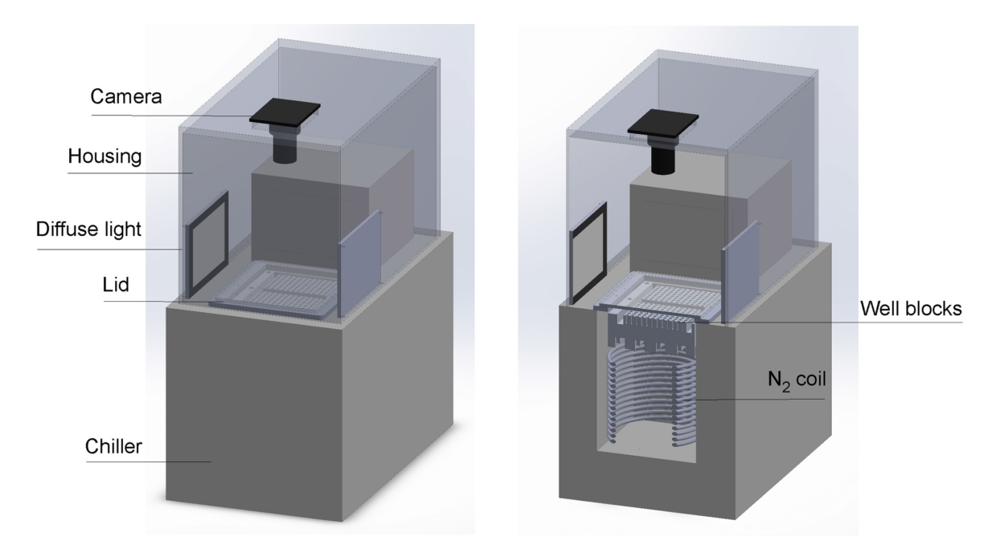 Camera
Housing
Diffuse light
Lid
Chiller
Well blocks
N₂ coil